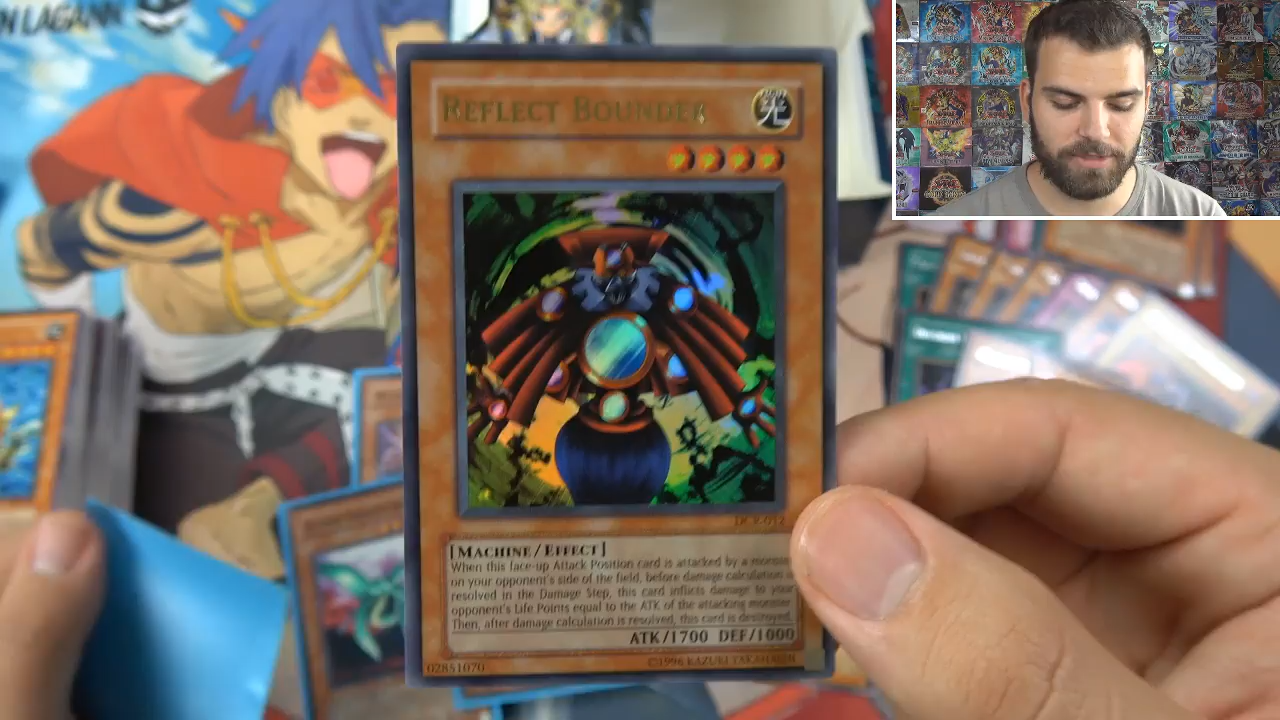 N LAGANN
REFLECT BOUNDER
光
DCR-012
[MACHINE/EFFECT]
When this face-up Attack Position card is attacked by a monster
on your opponent's side of the field, before damage calculation is
resolved in the Damage Step, this card inflicts damage to your
opponent's Life Points equal to the ATK of the attacking monster.
Then, after damage calculation is resolved, this card is destroyed.
ATK/1700 DEF/1000
02851070
©1996 KAZUKI TAKAHASHI